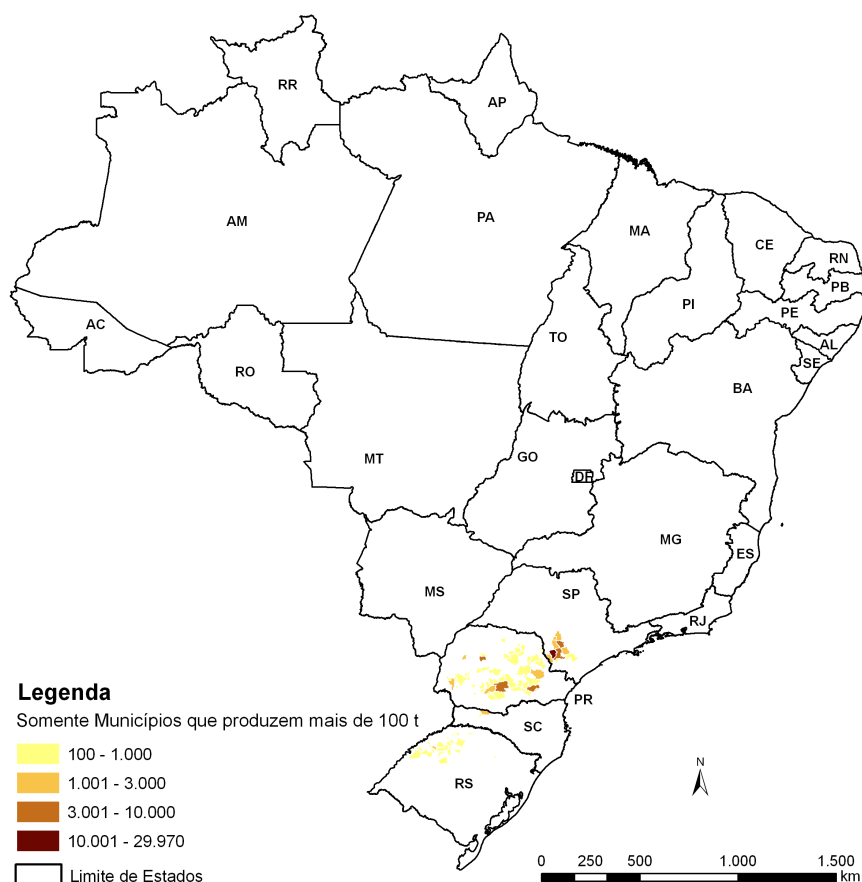 RR
AP
AM
PA
MA
CE
RN
PB
PE
PI
AL
SE
AC
TO
RO
BA
MT
GO
DF
MG
ES
MS
SP
RJ
PR
SC
RS
Legenda
Somente Municípios que produzem mais de 100 t
100 - 1.000
1.001 - 3.000
3.001 - 10.000
10.001 - 29.970
Limite de Estados
N
0 250 500 1.000 1.500
km